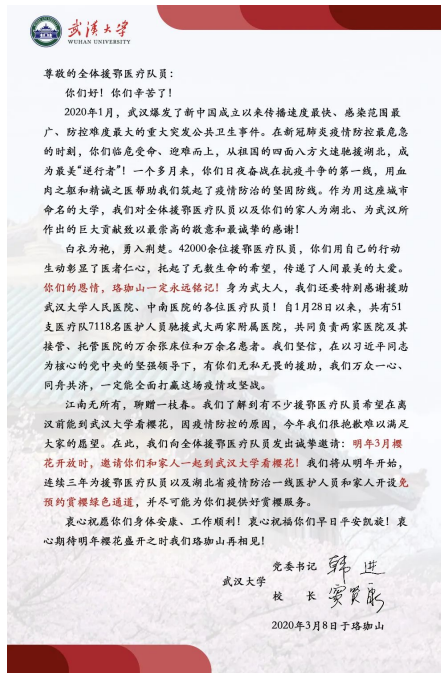 武汉大学
WUHAN UNIVERSITY
尊敬的全体援鄂医疗队员：
你们好！你们辛苦了！
2020年1月，武汉爆发了新中国成立以来传播速度最快、感染范围最
广、防控难度最大的重大突发公共卫生事件。在新冠肺炎疫情防控最危急
的时刻，你们临危受命、迎难而上，从祖国的四面八方火速驰援湖北，成
为最美“逆行者”！一个多月来，你们日夜奋战在抗疫斗争的第一线，用血
肉之躯和精诚之医帮助我们筑起了疫情防治的坚固防线。作为用这座城市
命名的大学，我们对全体援鄂医疗队员以及你们的家人为湖北、为武汉所
作出的巨大贡献致以最崇高的敬意和最诚挚的感谢！
白衣为袍，勇入荆楚。42000余位援鄂医疗队员，你们用自己的行动
生动彰显了医者仁心，托起了无数生命的希望，传递了人间最美的大爱。
你们的恩情，珞珈山一定永远铭记！身为武大人，我们还要特别感谢援助
武汉大学人民医院、中南医院的各位医疗队员！自1月28日以来，共有51
支医疗队7118名医护人员驰援武大两家附属医院，共同负责两家医院及其
接管、托管医院的万余张床位和万余名患者。我们坚信，在以习近平同志
为核心的党中央的坚强领导下，有你们无私无畏的援助，我们万众一心、
同舟共济，一定能全面打赢这场疫情攻坚战。
江南无所有，聊赠一枝春。我们了解到有不少援鄂医疗队员希望在离
汉前能到武汉大学看樱花，因疫情防控的原因，今年我们很抱歉难以满足
大家的愿望。在此，我们向全体援鄂医疗队员发出诚挚邀请：明年3月樱
花开放时，邀请你们和家人一起到武汉大学看樱花！我们将从明年开始，
连续三年为援鄂医疗队员以及湖北省疫情防治一线医护人员和家人开设免
预约赏樱绿色通道，并尽可能为你们提供好赏樱服务。
衷心祝愿你们身体安康、工作顺利！衷心祝福你们早日平安凯旋！衷
心期待明年樱花盛开之时我们珞珈山再相见！
党委书记 韩进
武汉大学
校 长 窦贤康
2020年3月8日于珞珈山